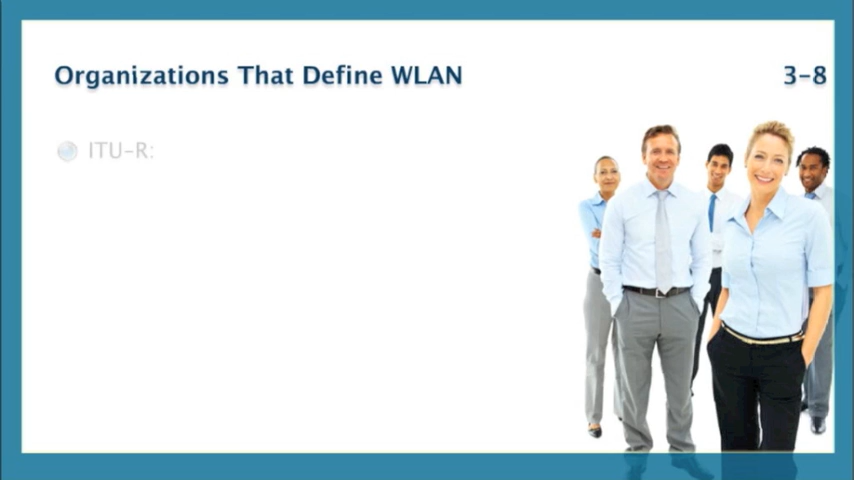 Organizations That Define WLAN 3-8
ITU-R: